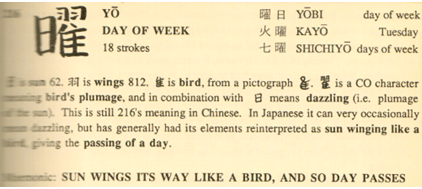 曜 YŌ 曜日 YŌBI day of week
DAY OF WEEK 火曜 KAYŌ Tuesday
18 strokes 七曜 SHICHIYŌ days of week
is sun 62. 羽 is wings 812. 隹 is bird, from a pictograph. 翟 is a CO character
meaning bird's plumage, and in combination with 日 means dazzling (i.e. plumage
of the sun). This is still 216's meaning in Chinese. In Japanese it can very occasionally
mean dazzling, but has generally had its elements reinterpreted as sun winging like a
bird, giving the passing of a day.
Mnemonic: SUN WINGS ITS WAY LIKE A BIRD, AND SO DAY PASSES